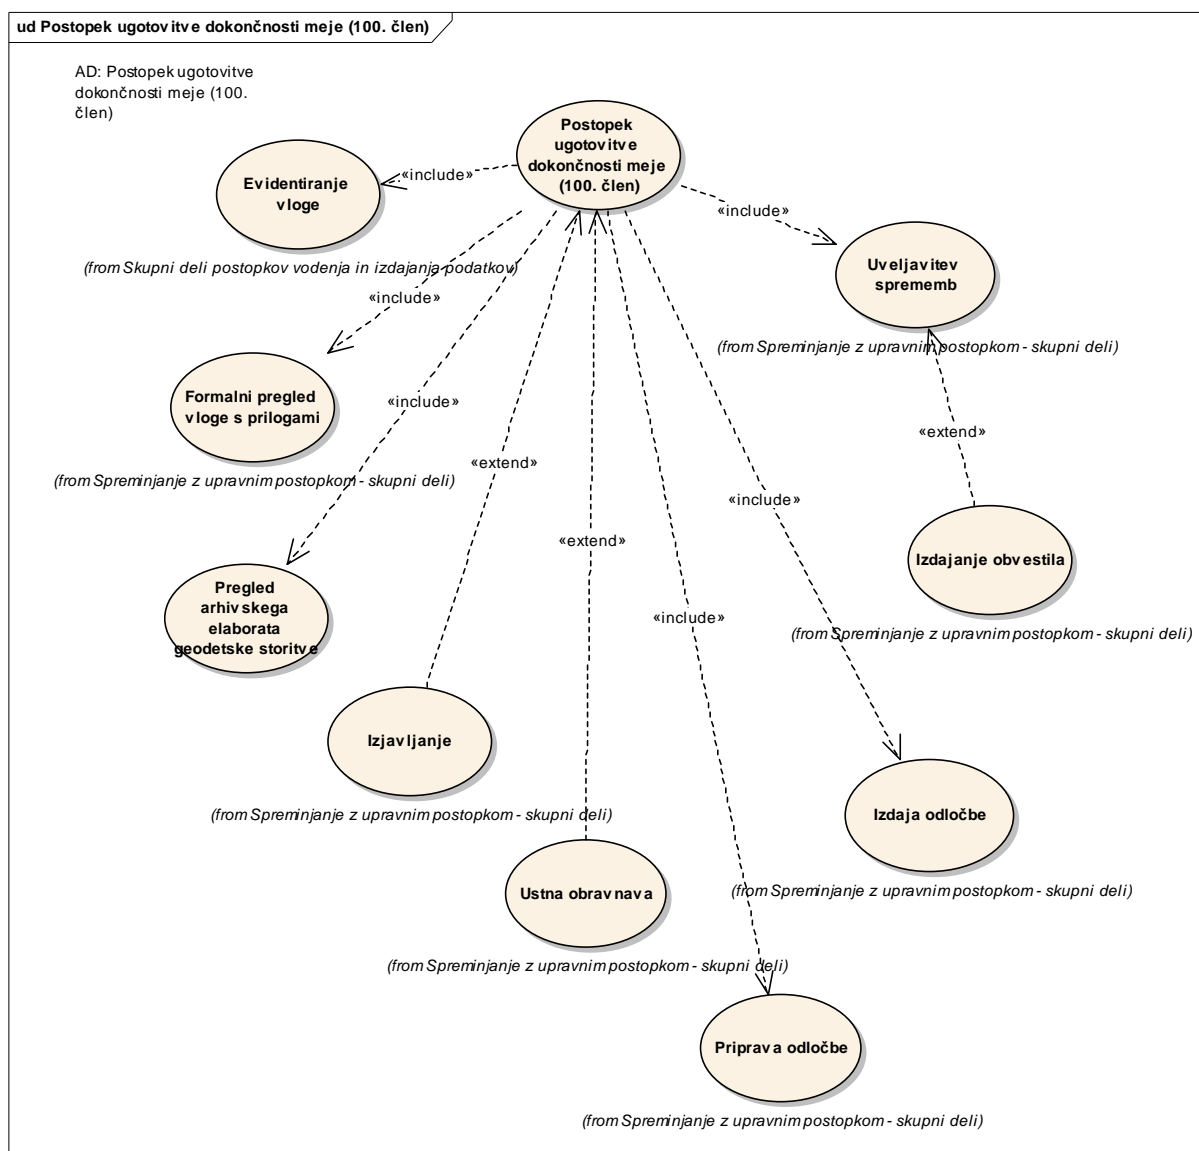 ud Postopek ugotovitve dokončnosti meje (100. člen)
AD: Postopek ugotovitve
dokončnosti meje (100.
člen)
Postopek
ugotovitve
dokončnosti meje
(100. člen)
«include»
Evidentiranje
vloge
(from Skupni deli postopkov vodenja in izdajanja podatkov)
«include»
Uveljavitev
sprememb
(from Spreminjanje z upravnim postopkom - skupni deli)
«include»
Formalni pregled
vloge s prilogami
(from Spreminjanje z upravnim postopkom - skupni deli)
«include»
«extend»
«extend»
«include»
«extend»
Izdajanje obvestila
(from Spreminjanje z upravnim postopkom - skupni deli)
Pregled
arhivskega
elaborata
geodetske storitve
«include»
Izjavljanje
(from Spreminjanje z upravnim postopkom - skupni deli)
Izdaja odločbe
(from Spreminjanje z upravnim postopkom - skupni deli)
Ustna obravnava
(from Spreminjanje z upravnim postopkom - skupni deli)
Priprava odločbe
(from Spreminjanje z upravnim postopkom - skupni deli)